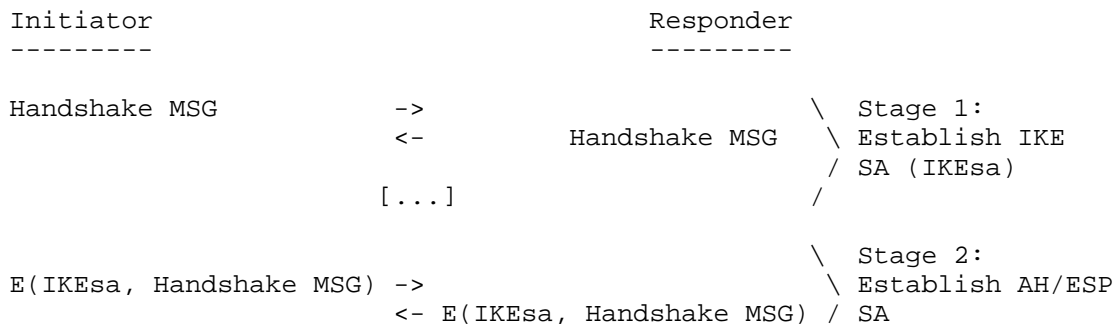 Initiator                                Responder
---------                                ---------
Handshake MSG            ->                         \  Stage 1:
                         <-         Handshake MSG   \ Establish IKE
                                                     / SA (IKEsa)
                        [...]                       /
                                                    \  Stage 2:
E(IKEsa, Handshake MSG) ->                           \ Establish AH/ESP
                        <- E(IKEsa, Handshake MSG) / SA